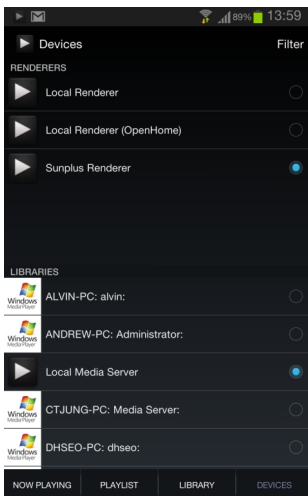 89% 13:59
Devices Filter
RENDERERS
Local Renderer
Local Renderer (OpenHome)
Sunplus Renderer
LIBRARIES
Windows
Media Player
ALVIN-PC: alvin:
Windows
Media Player
ANDREW-PC: Administrator:
Local Media Server
Windows
Media Player
CTJUNG-PC: Media Server:
Windows
Media Player
DHSEO-PC: dhseo:
NOW PLAYING PLAYLIST LIBRARY DEVICES